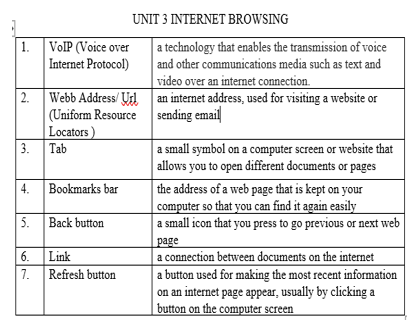 UNIT 3 INTERNET BROWSING
1. VoIP (Voice over a technology that enables the transmission of voice
Internet Protocol) and other communications media such as text and
video over an internet connection.
2. Webb Address/ Url an internet address, used for visiting a website or
(Uniform Resource sending email
Locators )
3. Tab a small symbol on a computer screen or website that
allows you to open different documents or pages
4. Bookmarks bar the address of a web page that is kept on your
computer so that you can find it again easily
5. Back button a small icon that you press to go previous or next web
page
6. Link a connection between documents on the internet
7. Refresh button a button used for making the most recent information
on an internet page appear, usually by clicking a
button on the computer screen